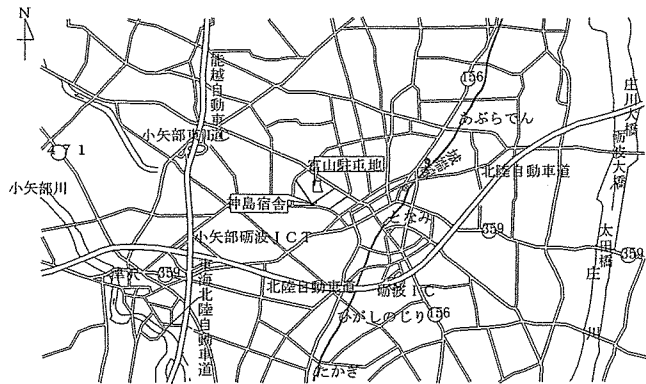 N
能越自動車道
156
庄川大橋
あぶらでん
砺波大橋
小矢部東IC
471
富山駐屯地
城端線
北陸自動車道
小矢部川
神島宿舎
となみ
小矢部砺波JCT
359
太田橋
359
津沢
359
東海北陸自動車道
北陸自動車道
砺波IC
庄川
ひがしのじり
156
たかぎ